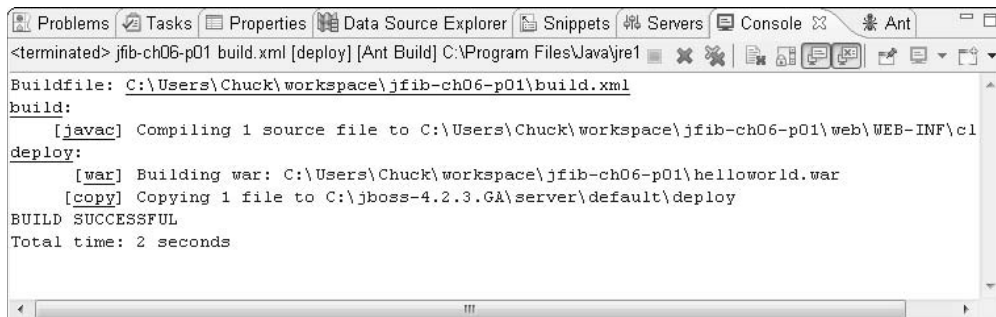 Problems Tasks Properties Data Source Explorer Snippets Servers Console Ant
<terminated> jfib-ch06-p01 build.xml [deploy] [Ant Build] C:\Program Files\Java\jre1
Buildfile: C:\Users\Chuck\workspace\jfib-ch06-p01\build.xml
build:
[javac] Compiling 1 source file to C:\Users\Chuck\workspace\jfib-ch06-p01\web\WEB-INF\cl
deploy:
[war] Building war: C:\Users\Chuck\workspace\jfib-ch06-p01\helloworld.war
[copy] Copying 1 file to C:\jboss-4.2.3.GA\server\default\deploy
BUILD SUCCESSFUL
Total time: 2 seconds